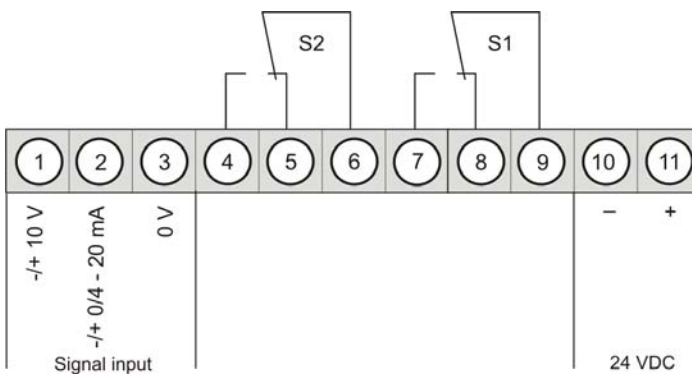 S2
S1
1 2 3 4 5 6 7 8 9 10 11
-/+ 10 V
-/+ 0/4 - 20 mA
0 V
– +
Signal input
24 VDC